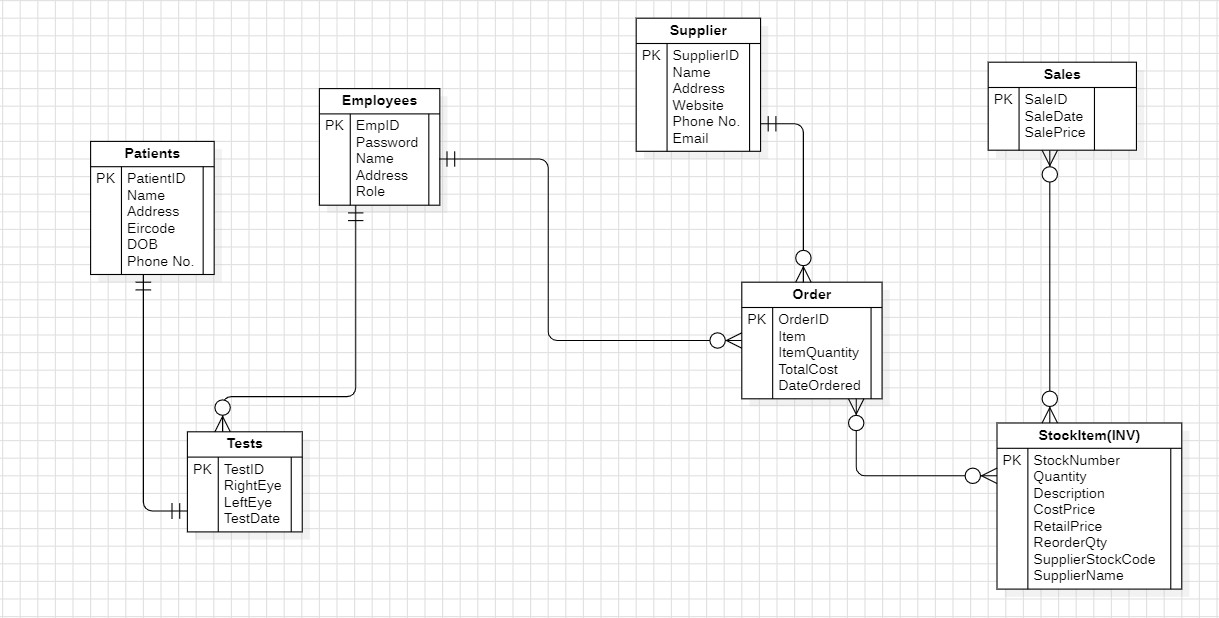 Supplier
PK SupplierID
Name
Address
Website
Phone No.
Email
Sales
PK SaleID
SaleDate
SalePrice
Employees
PK EmpID
Password
Name
Address
Role
Patients
PK PatientID
Name
Address
Eircode
DOB
Phone No.
Order
PK OrderID
Item
ItemQuantity
TotalCost
DateOrdered
Tests
PK TestID
RightEye
LeftEye
TestDate
StockItem(INV)
PK StockNumber
Quantity
Description
CostPrice
RetailPrice
ReorderQty
SupplierStockCode
SupplierName